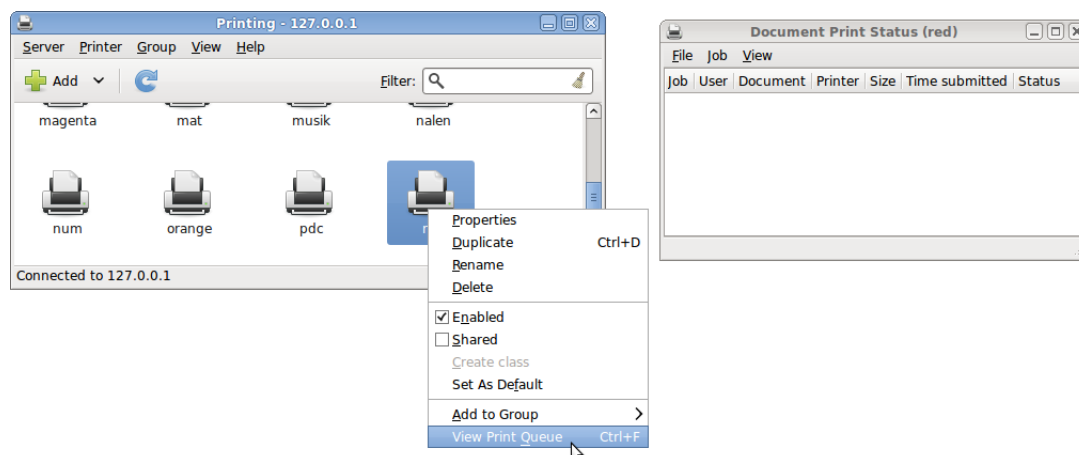 Printing - 127.0.0.1
Server Printer Group View Help
Add Filter:
magenta mat musik nalen
num orange pdc
Connected to 127.0.0.1
Properties
Duplicate Ctrl+D
Rename
Delete
Enabled
Shared
Create class
Set As Default
Add to Group
View Print Queue Ctrl+F
Document Print Status (red)
File Job View
Job User Document Printer Size Time submitted Status